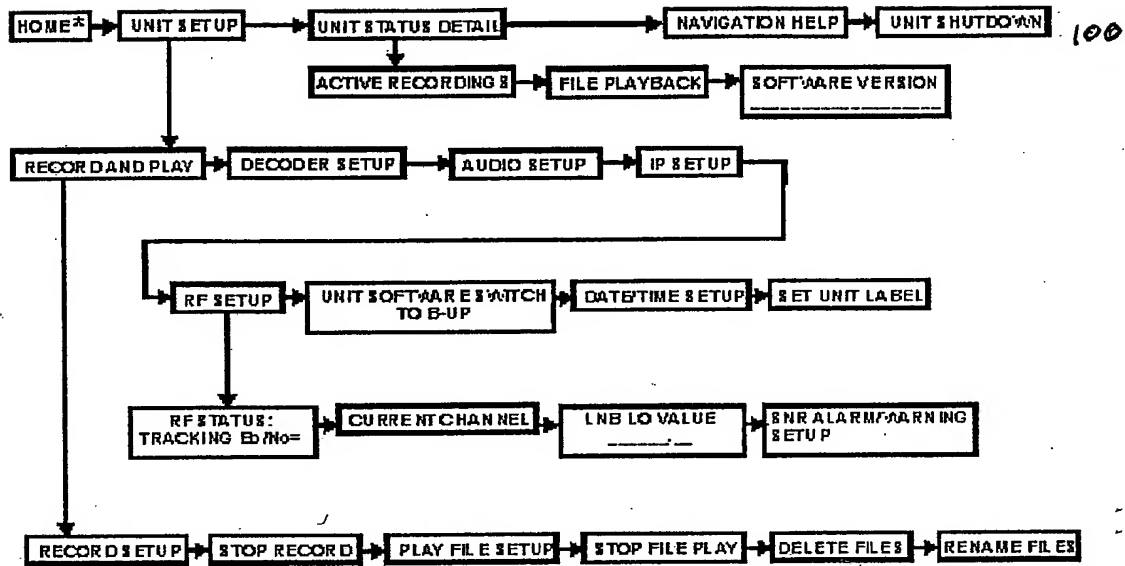 HOME* UNIT SETUP UNIT STATUS DETAIL NAVIGATION HELP UNIT SHUTDOWN 100
ACTIVE RECORDINGS FILE PLAYBACK SOFTWARE VERSION
RECORD AND PLAY DECODER SETUP AUDIO SETUP IP SETUP
RF SETUP UNIT SOFTWARE SWITCH TO B-UP DATE/TIME SETUP SET UNIT LABEL
RF STATUS: TRACKING Eb/No= CURRENT CHANNEL LNB LO VALUE SNR ALARM/WARNING SETUP
RECORD SETUP STOP RECORD PLAY FILE SETUP STOP FILE PLAY DELETE FILES RENAME FILES